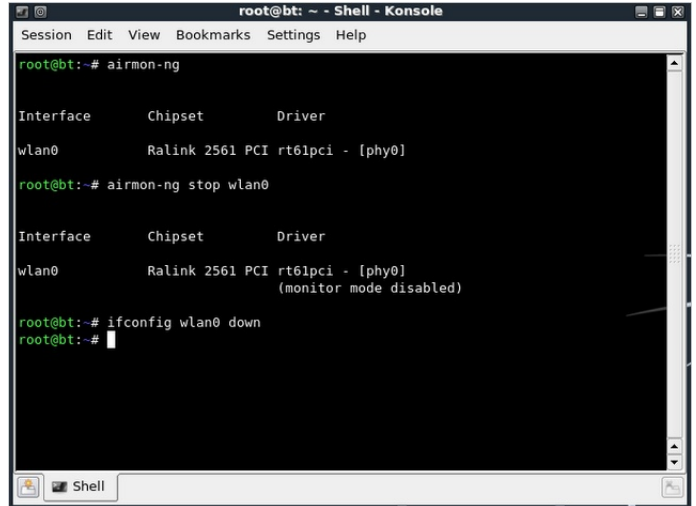 root@bt: ~ - Shell - Konsole
Session Edit View Bookmarks Settings Help
root@bt:~# airmon-ng
Interface Chipset Driver
wlan0 Ralink 2561 PCI rt61pci - [phy0]
root@bt:~# airmon-ng stop wlan0
Interface Chipset Driver
wlan0 Ralink 2561 PCI rt61pci - [phy0]
(monitor mode disabled)
root@bt:~# ifconfig wlan0 down
root@bt:~#
Shell